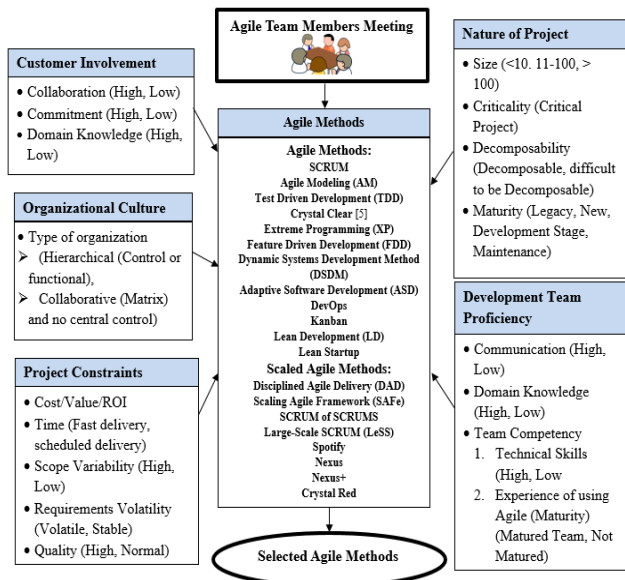 Agile Team Members Meeting
Customer Involvement
• Collaboration (High, Low)
• Commitment (High, Low)
• Domain Knowledge (High,
Low)
Organizational Culture
• Type of organization
➢ (Hierarchical (Control or
functional),
➢ Collaborative (Matrix)
and no central control)
Project Constraints
• Cost/Value/ROI
• Time (Fast delivery,
scheduled delivery)
• Scope Variability (High,
Low)
• Requirements Volatility
(Volatile, Stable)
• Quality (High, Normal)
Agile Methods
Agile Methods:
SCRUM
Agile Modeling (AM)
Test Driven Development (TDD)
Crystal Clear [5]
Extreme Programming (XP)
Feature Driven Development (FDD)
Dynamic Systems Development Method
(DSDM)
Adaptive Software Development (ASD)
DevOps
Kanban
Lean Development (LD)
Lean Startup
Scaled Agile Methods:
Disciplined Agile Delivery (DAD)
Scaling Agile Framework (SAFe)
SCRUM of SCRUMS
Large-Scale SCRUM (LeSS)
Spotify
Nexus
Nexus+
Crystal Red
Nature of Project
• Size (<10. 11-100, >
100)
• Criticality (Critical
Project)
• Decomposability
(Decomposable, difficult
to be Decomposable)
• Maturity (Legacy, New,
Development Stage,
Maintenance)
Development Team
Proficiency
• Communication (High,
Low)
• Domain Knowledge
(High, Low)
• Team Competency
1. Technical Skills
(High, Low
2. Experience of using
Agile (Maturity)
(Matured Team, Not
Matured)
Selected Agile Methods